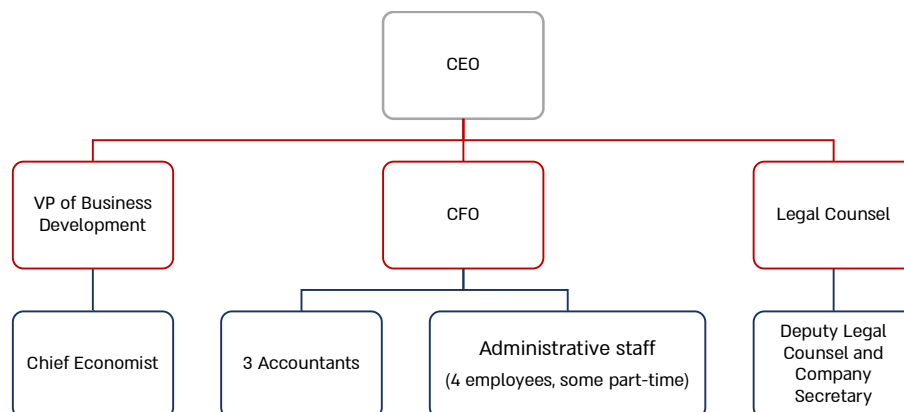 CEO
VP of Business
Development
CFO
Legal Counsel
Chief Economist
3 Accountants
Administrative staff
(4 employees, some part-time)
Deputy Legal
Counsel and
Company
Secretary